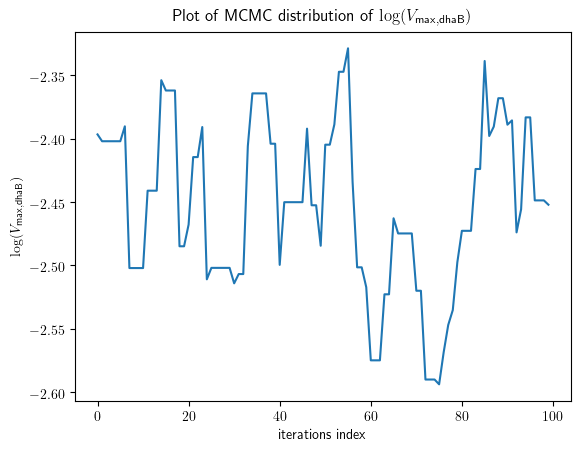 Plot of MCMC distribution of log(V_max,dhaB)
log(V_max,dhaB)
−2.35
−2.40
−2.45
−2.50
−2.55
−2.60
0 20 40 60 80 100
iterations index